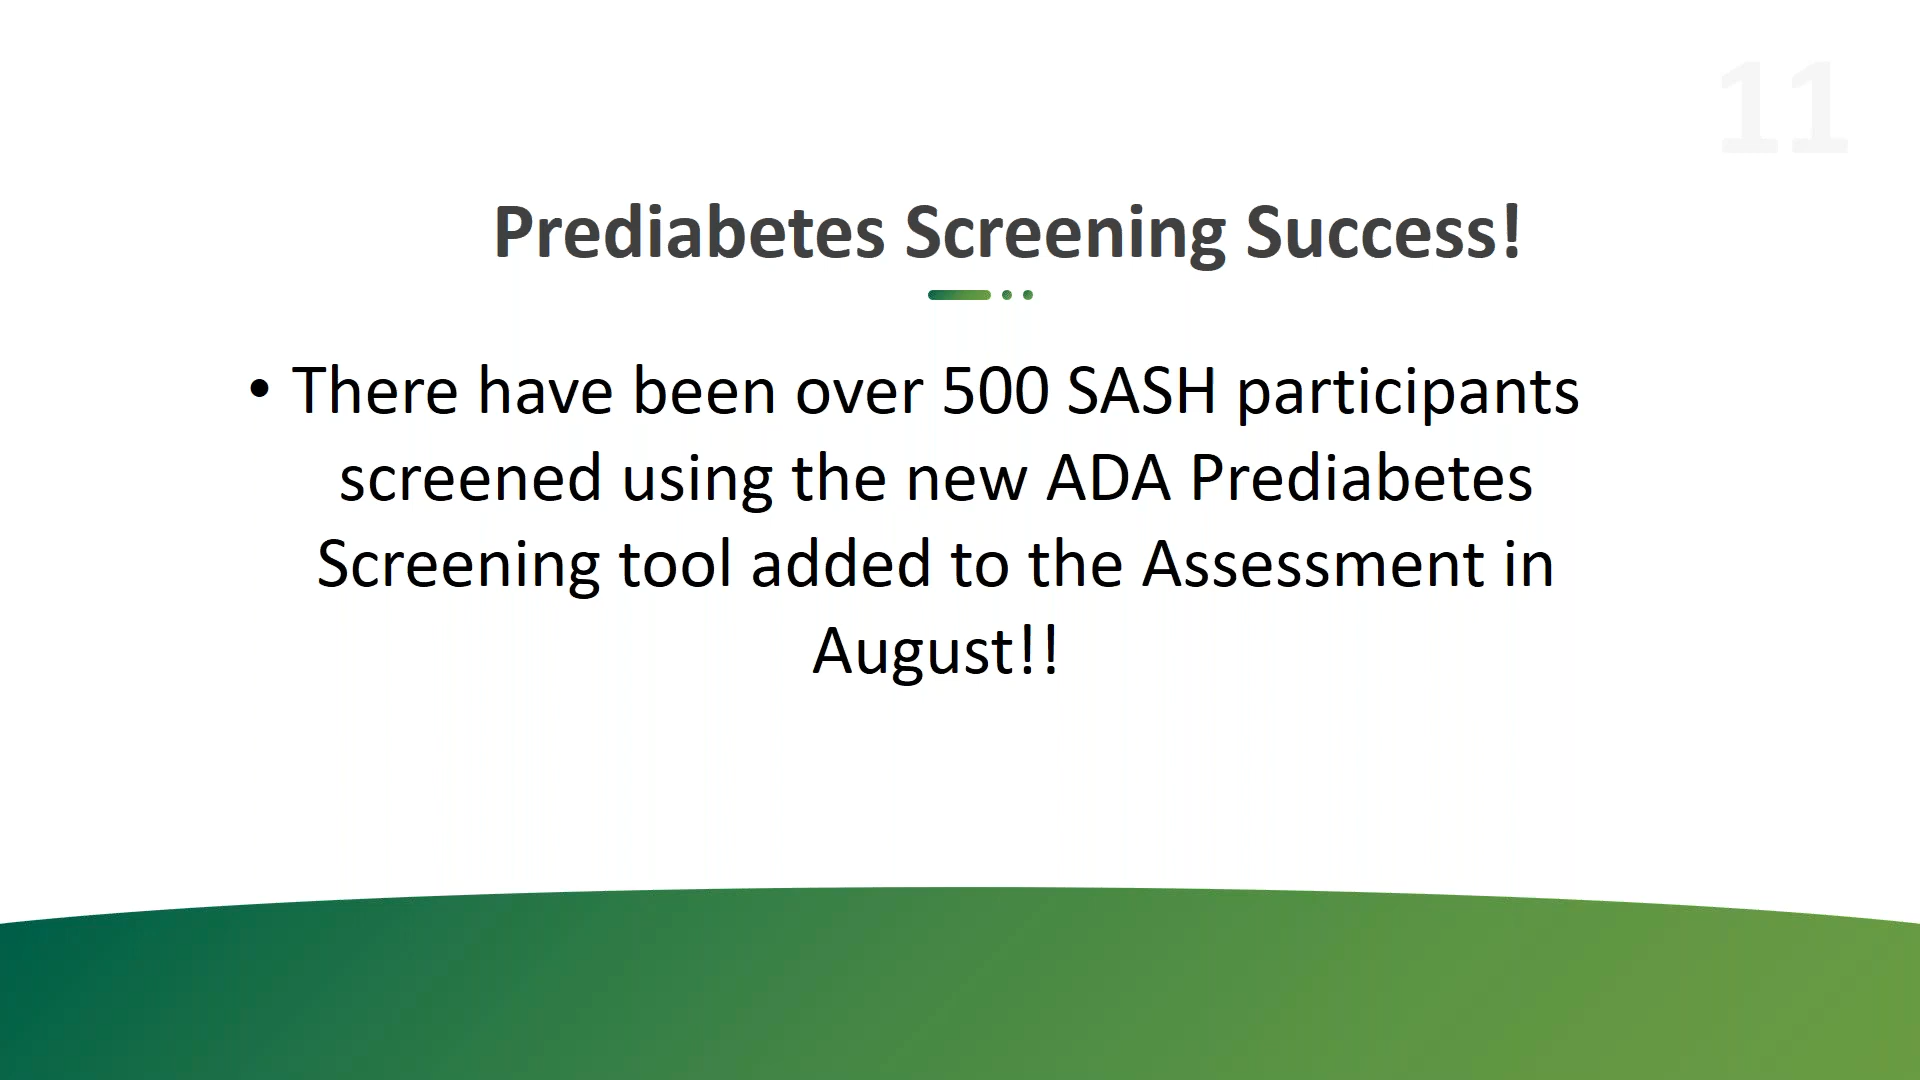 11
Prediabetes Screening Success!
• There have been over 500 SASH participants
screened using the new ADA Prediabetes
Screening tool added to the Assessment in
August!!